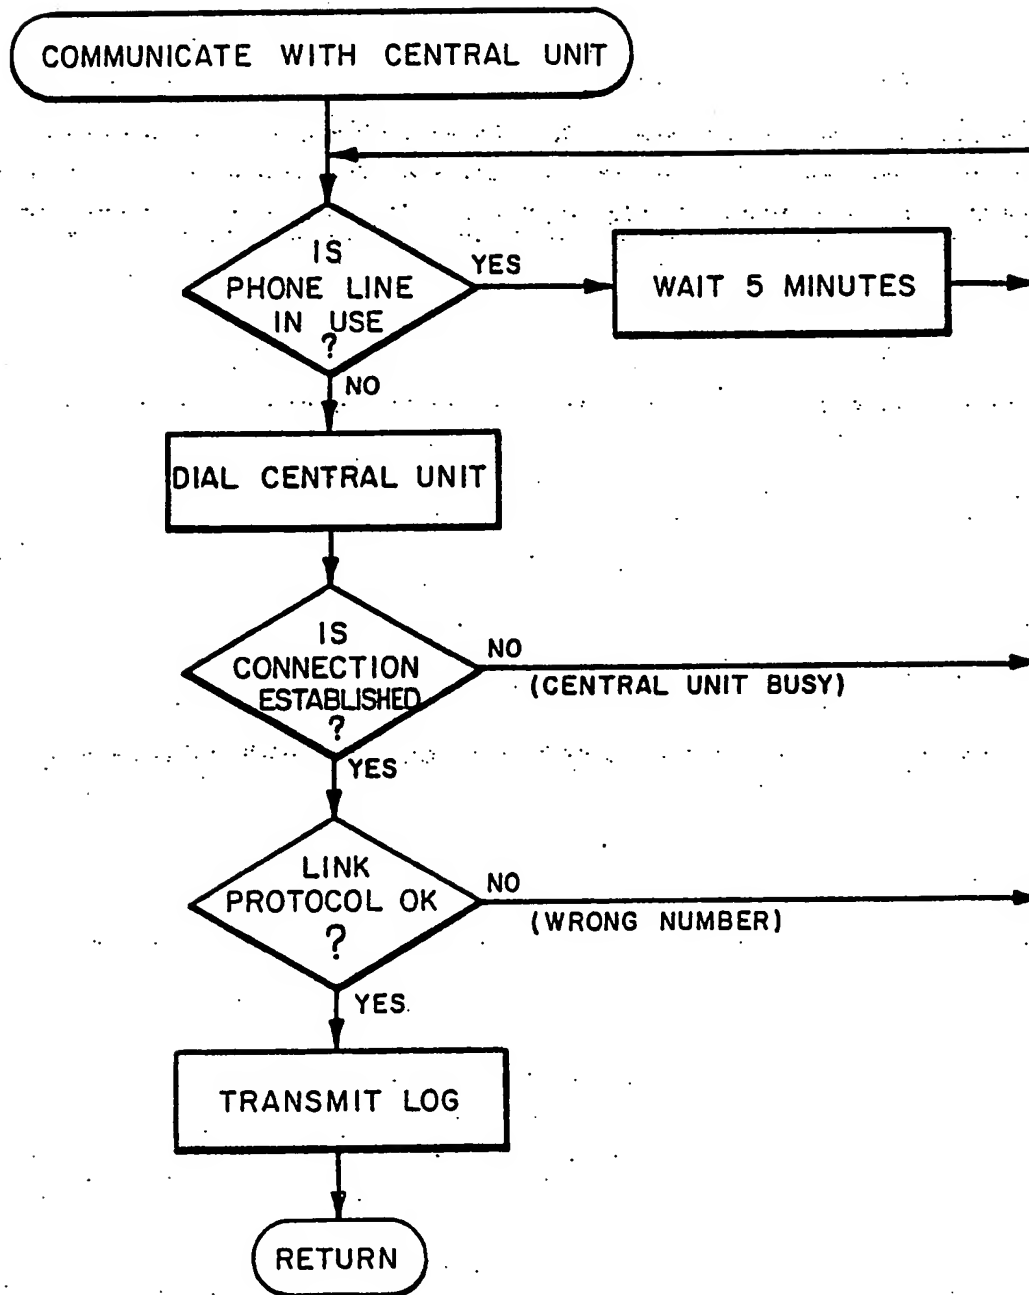 COMMUNICATE WITH CENTRAL UNIT
IS
PHONE LINE
IN USE
?
YES
WAIT 5 MINUTES
NO
DIAL CENTRAL UNIT
IS
CONNECTION
ESTABLISHED
?
NO
(CENTRAL UNIT BUSY)
YES
LINK
PROTOCOL OK
?
NO
(WRONG NUMBER)
YES
TRANSMIT LOG
RETURN